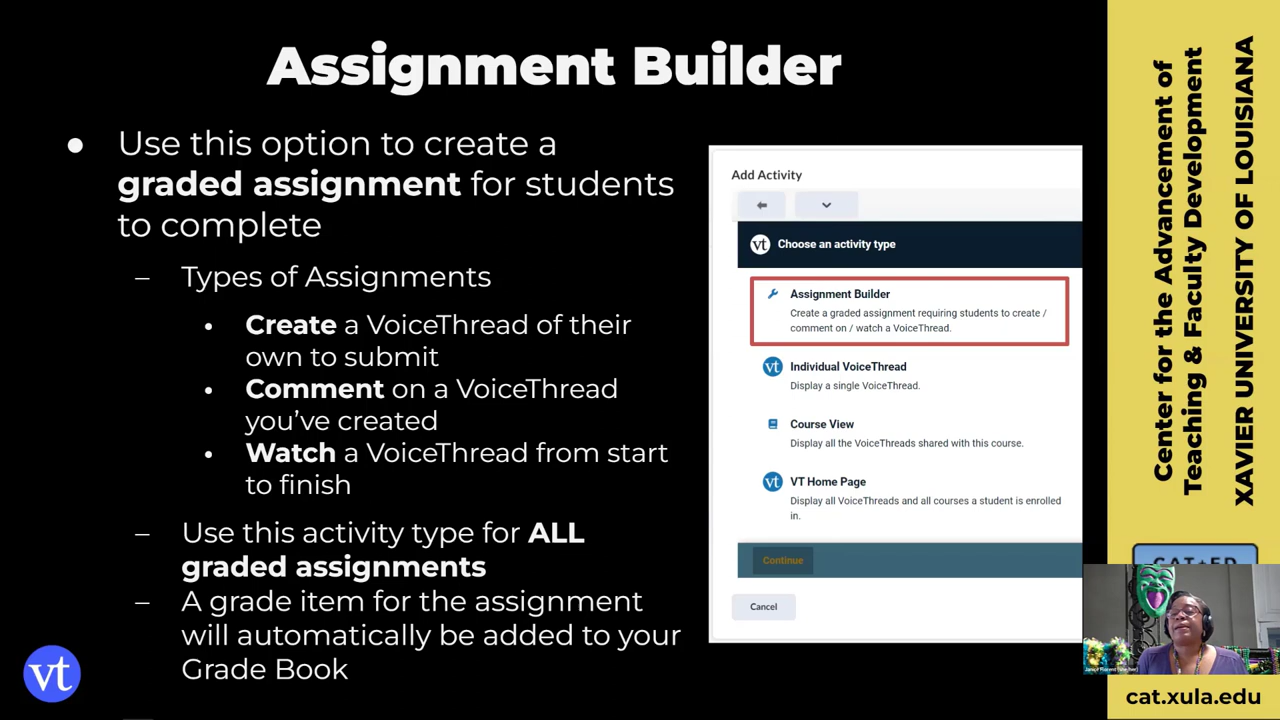 Assignment Builder
● Use this option to create a
graded assignment for students
to complete
– Types of Assignments
• Create a VoiceThread of their
own to submit
• Comment on a VoiceThread
you’ve created
• Watch a VoiceThread from start
to finish
– Use this activity type for ALL
graded assignments
– A grade item for the assignment
will automatically be added to your
Grade Book
vt
Add Activity
vt Choose an activity type
Assignment Builder
Create a graded assignment requiring students to create /
comment on / watch a VoiceThread.
vt Individual VoiceThread
Display a single VoiceThread.
Course View
Display all the VoiceThreads shared with this course.
vt VT Home Page
Display all VoiceThreads and all courses a student is enrolled
in.
Continue
Cancel
Center for the Advancement of
Teaching & Faculty Development
XAVIER UNIVERSITY OF LOUISIANA
CAT+FD
cat.xula.edu